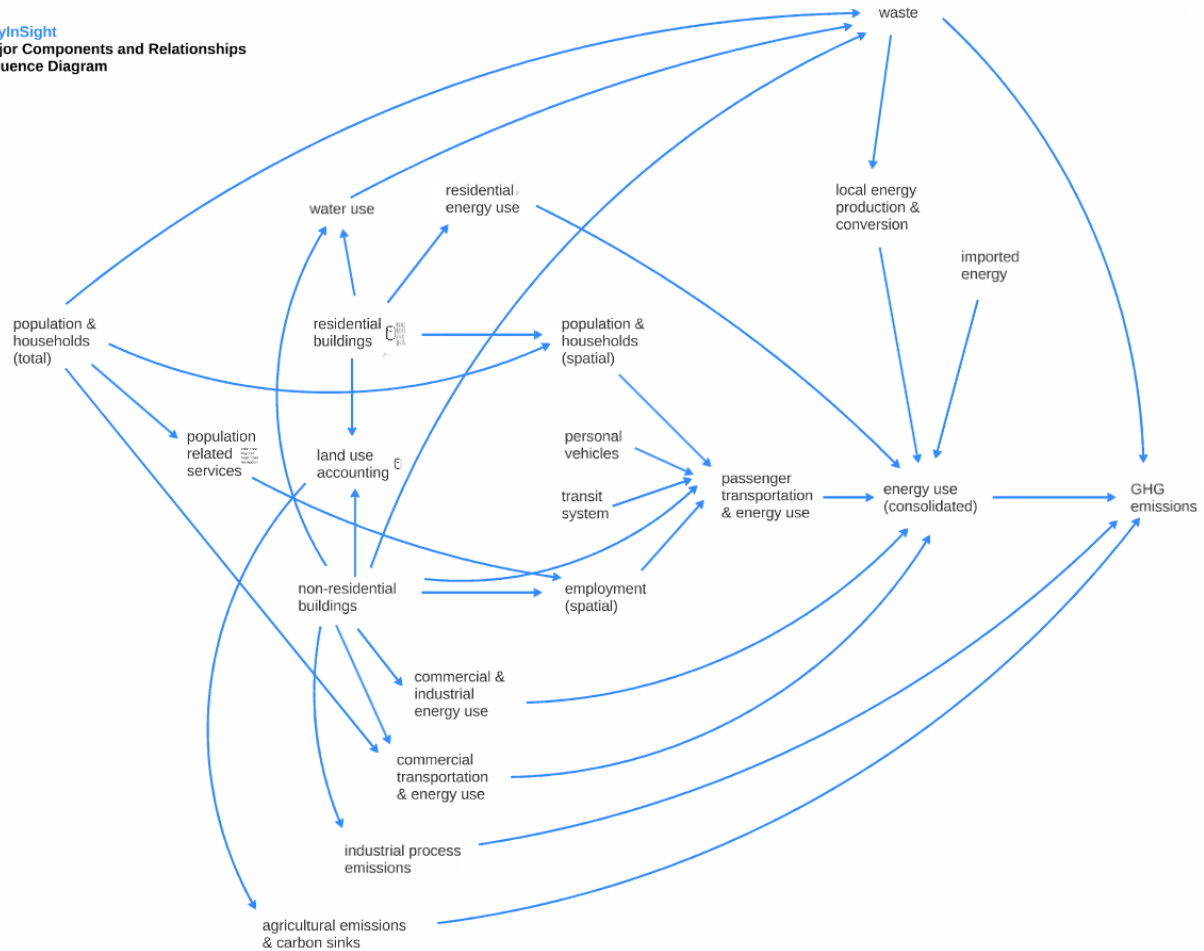 yInSight
jor Components and Relationships
uence Diagram
waste
residential
energy use
water use
local energy
production &
conversion
imported
energy
population &
households
(total)
residential
buildings
population &
households
(spatial)
population
related
services
land use
accounting
personal
vehicles
transit
system
passenger
transportation
& energy use
energy use
(consolidated)
GHG
emissions
non-residential
buildings
employment
(spatial)
commercial &
industrial
energy use
commercial
transportation
& energy use
industrial process
emissions
agricultural emissions
& carbon sinks